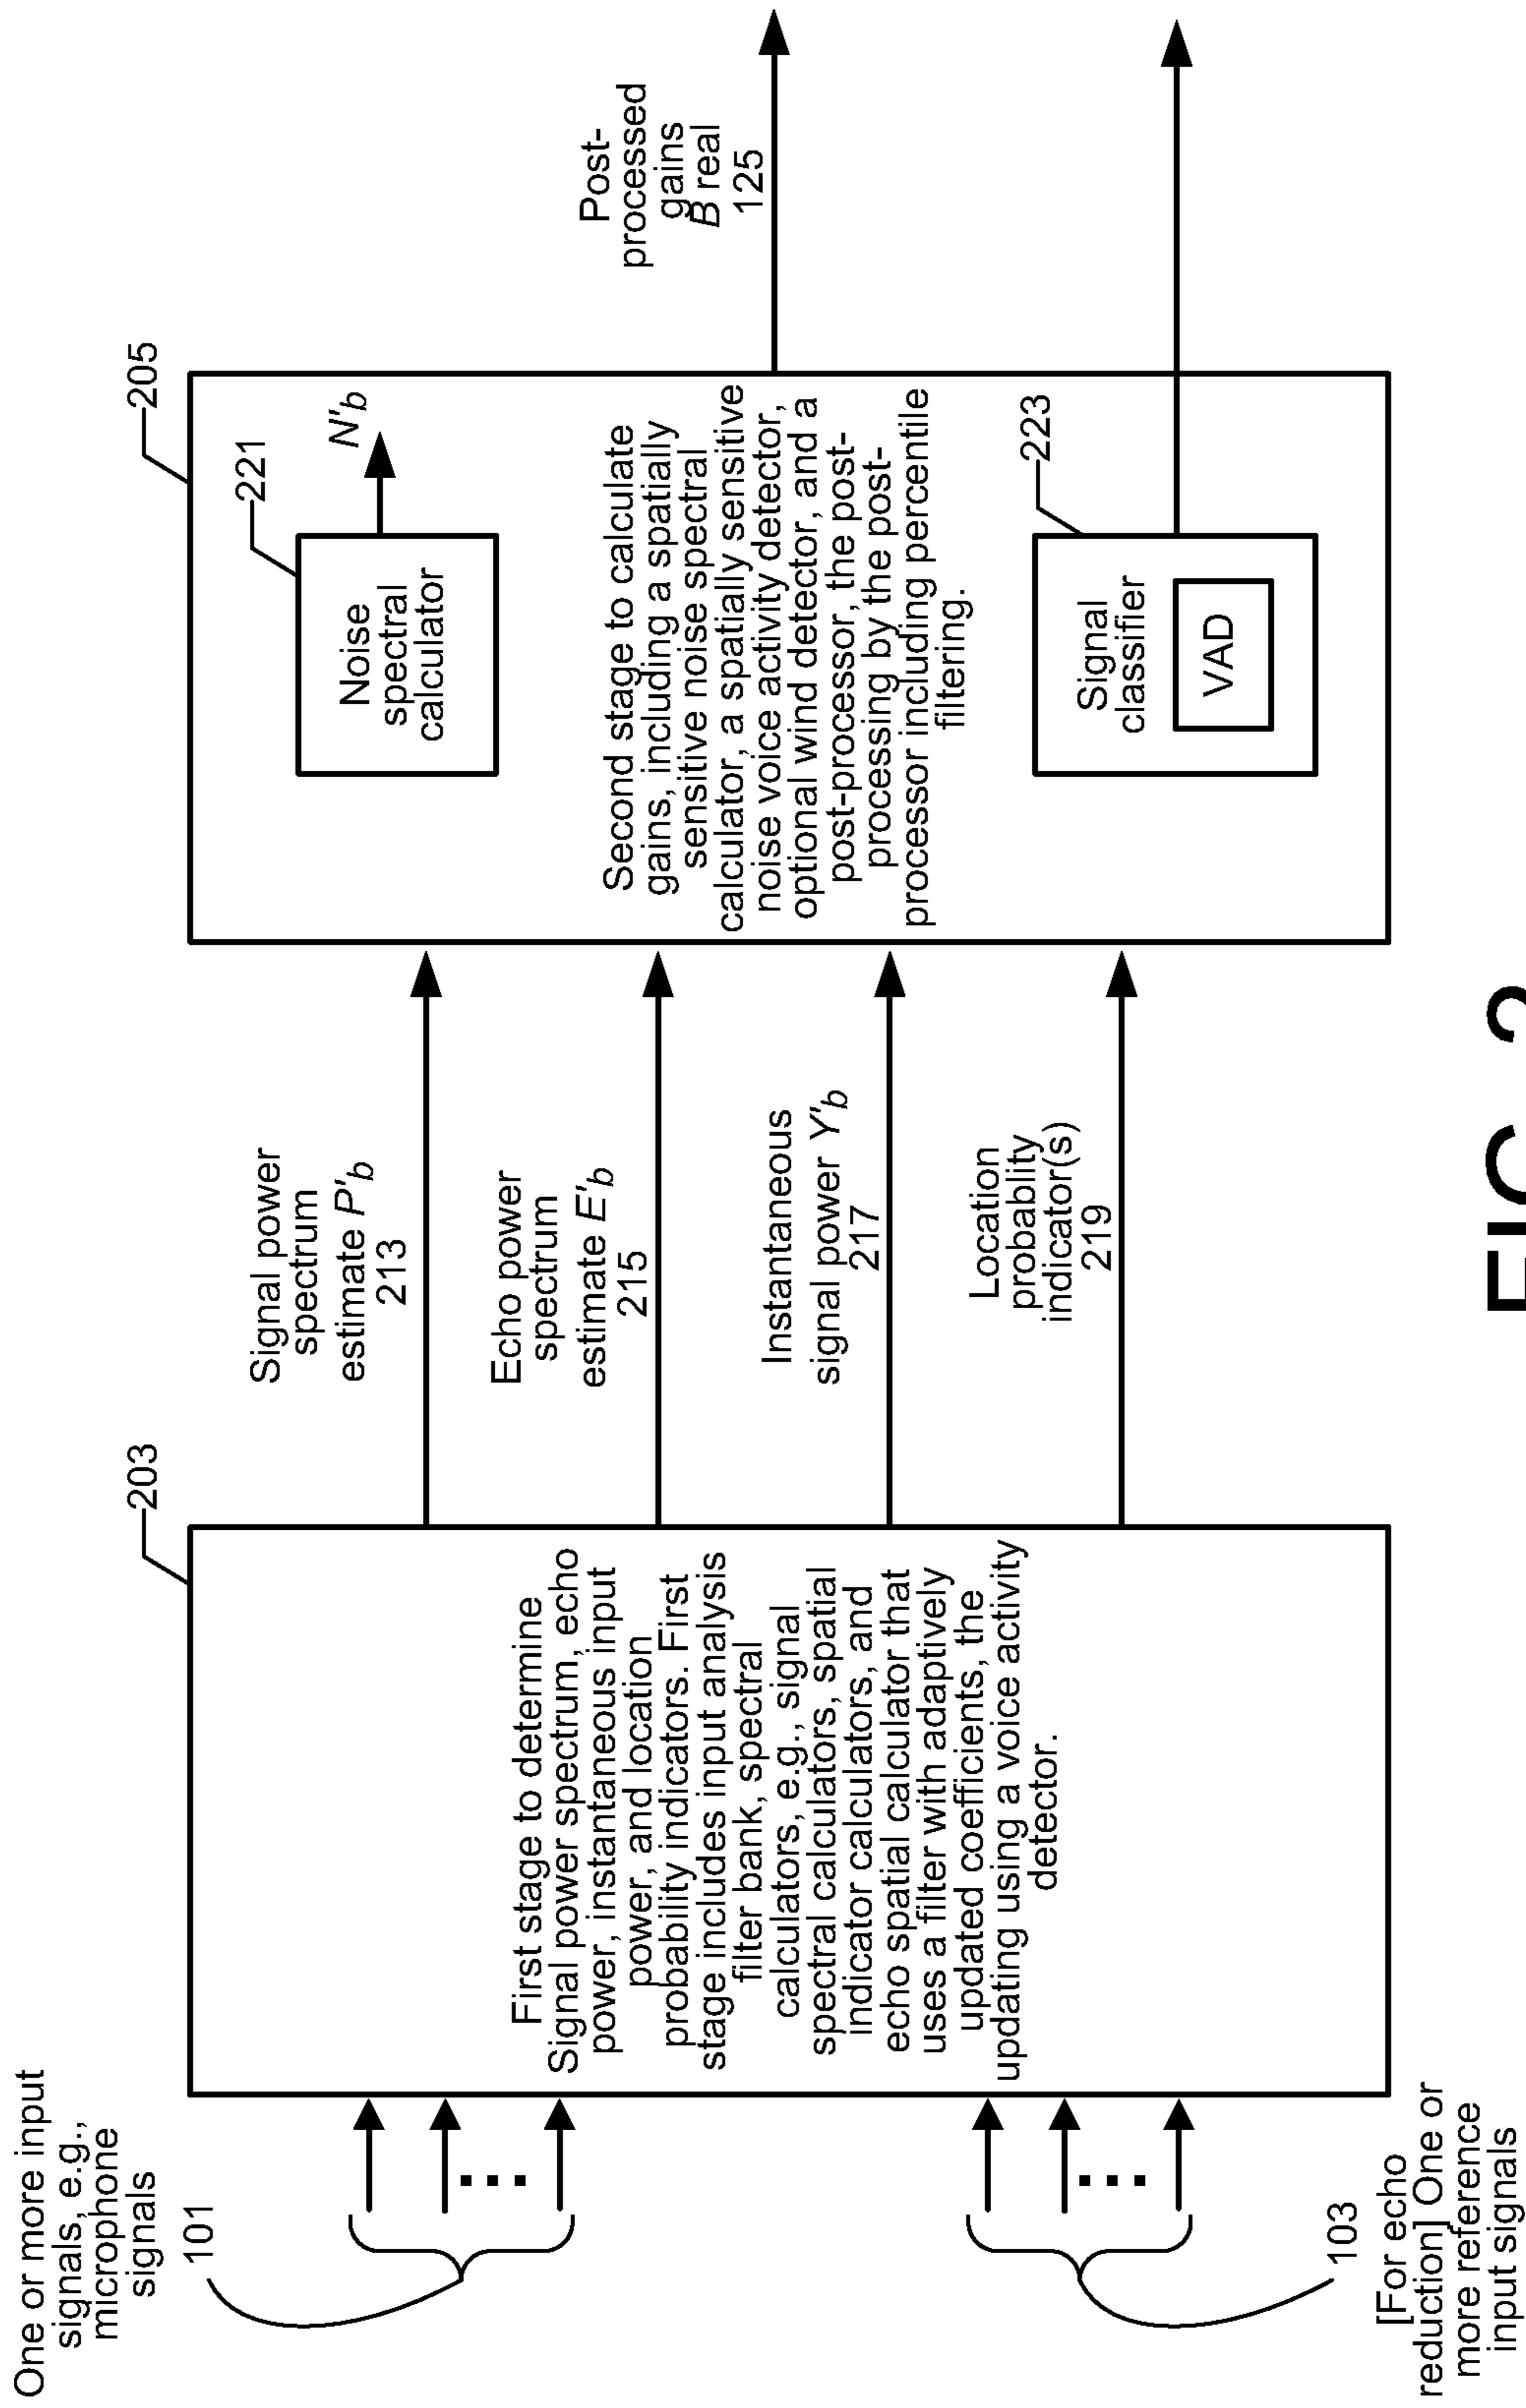 One or more input
signals, e.g.,
microphone
signals
101
103
[For echo
reduction] One or
more reference
input signals
203
First stage to determine
Signal power spectrum, echo
power, instantaneous input
power, and location
probability indicators. First
stage includes input analysis
filter bank, spectral
calculators, e.g., signal
spectral calculators, spatial
indicator calculators, and
echo spatial calculator that
uses a filter with adaptively
updated coefficients, the
updating using a voice activity
detector.
Signal power
spectrum
estimate P'b
213
Echo power
spectrum
estimate E'b
215
Instantaneous
signal power Y'b
217
Location
probablity
indicator(s)
219
205
221
Noise
spectral
calculator
N'b
Second stage to calculate
gains, including a spatially
sensitive noise spectral
calculator, a spatially sensitive
noise voice activity detector,
optional wind detector, and a
post-processor, the post-
processing by the post-
processor including percentile
filtering.
223
Signal
classifier
VAD
Post-
processed
gains
B real
125
FIG.